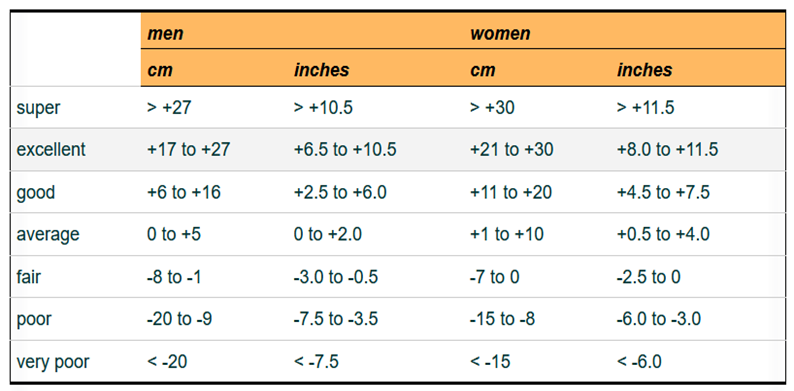 men women
cm inches cm inches
super > +27 > +10.5 > +30 > +11.5
excellent +17 to +27 +6.5 to +10.5 +21 to +30 +8.0 to +11.5
good +6 to +16 +2.5 to +6.0 +11 to +20 +4.5 to +7.5
average 0 to +5 0 to +2.0 +1 to +10 +0.5 to +4.0
fair -8 to -1 -3.0 to -0.5 -7 to 0 -2.5 to 0
poor -20 to -9 -7.5 to -3.5 -15 to -8 -6.0 to -3.0
very poor < -20 < -7.5 < -15 < -6.0